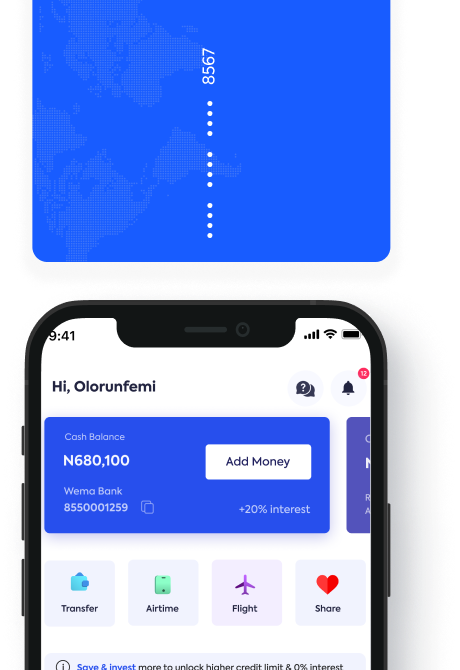 8567
9:41
12
Hi, Olorunfemi
Cash Balance
N680,100
Add Money
Wema Bank
8550001259
+20% interest
Transfer
Airtime
Flight
Share
Save & invest more to unlock higher credit limit & 0% interest